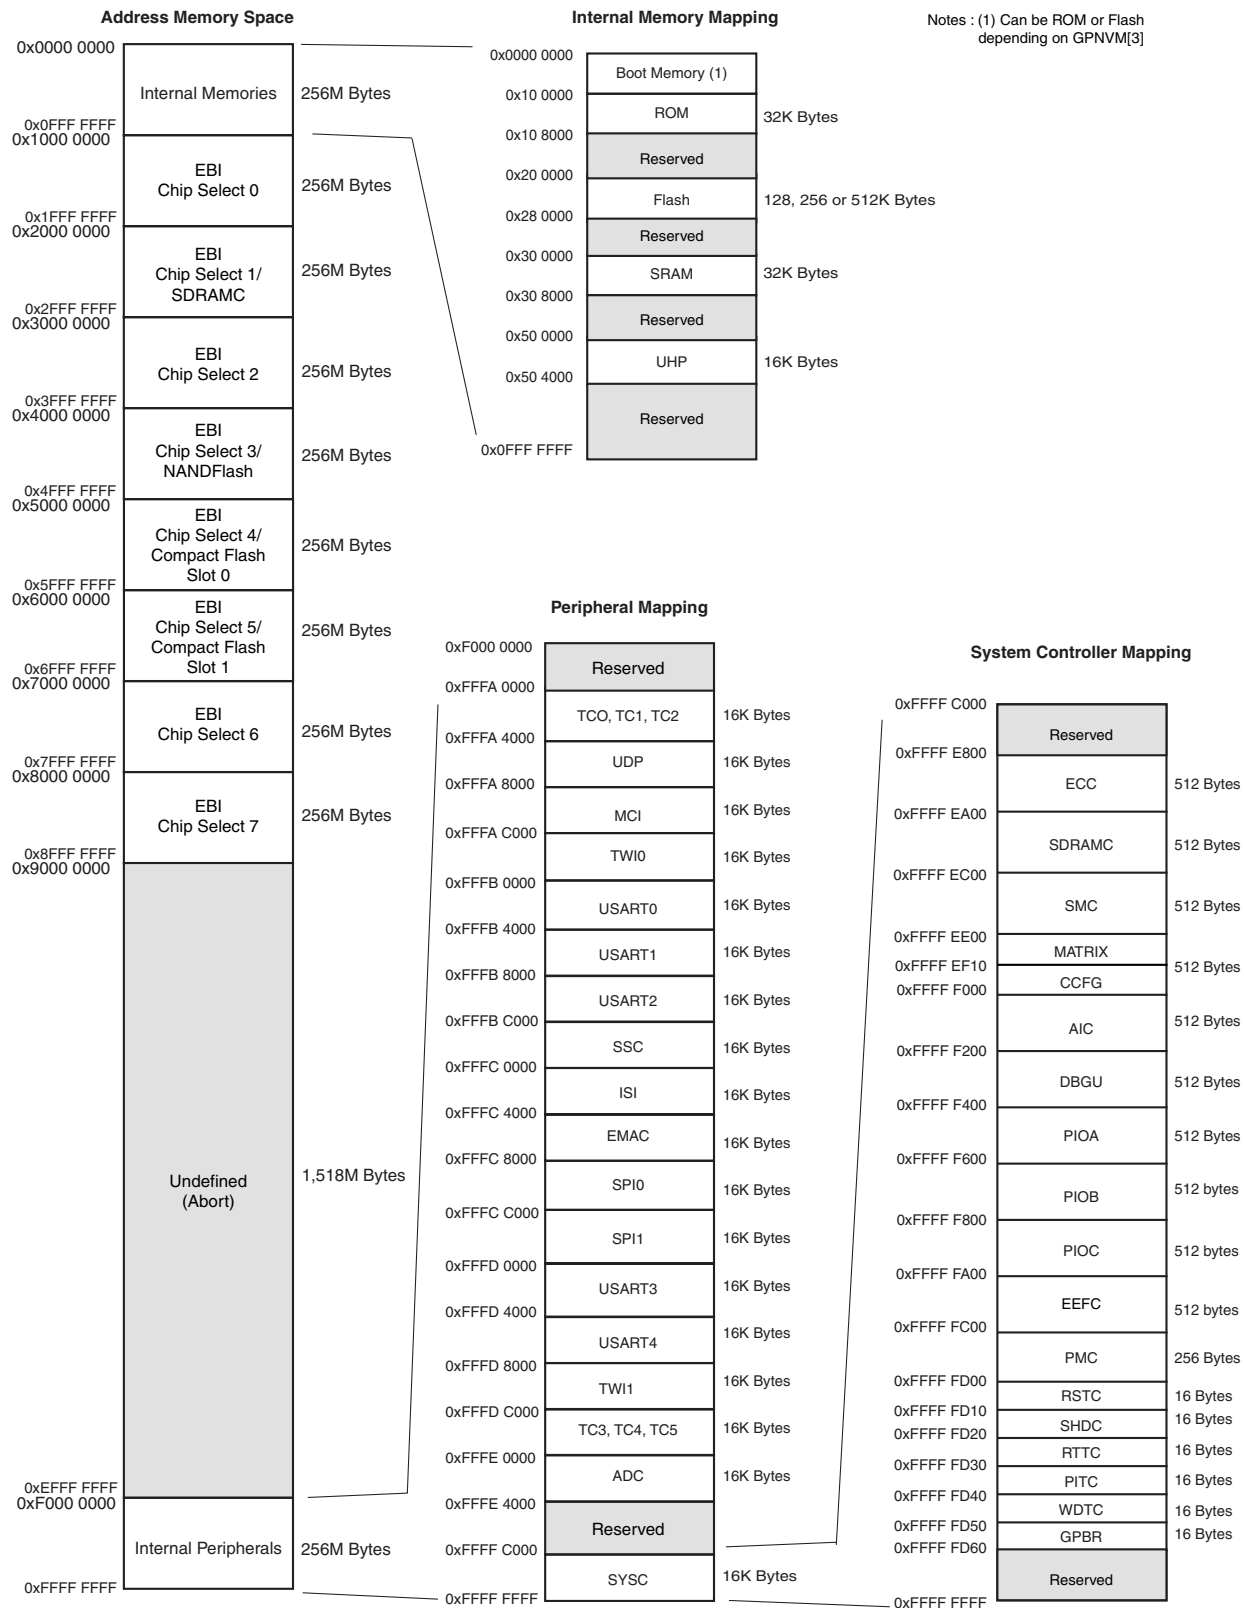 Address Memory Space
0x0000 0000
Internal Memories
256M Bytes
0x0FFF FFFF
0x1000 0000
EBI
Chip Select 0
256M Bytes
0x1FFF FFFF
0x2000 0000
EBI
Chip Select 1/
SDRAMC
256M Bytes
0x2FFF FFFF
0x3000 0000
EBI
Chip Select 2
256M Bytes
0x3FFF FFFF
0x4000 0000
EBI
Chip Select 3/
NANDFlash
256M Bytes
0x4FFF FFFF
0x5000 0000
EBI
Chip Select 4/
Compact Flash
Slot 0
256M Bytes
0x5FFF FFFF
0x6000 0000
EBI
Chip Select 5/
Compact Flash
Slot 1
256M Bytes
0x6FFF FFFF
0x7000 0000
EBI
Chip Select 6
256M Bytes
0x7FFF FFFF
0x8000 0000
EBI
Chip Select 7
256M Bytes
0x8FFF FFFF
0x9000 0000
Undefined
(Abort)
1,518M Bytes
0xEFFF FFFF
0xF000 0000
Internal Peripherals
256M Bytes
0xFFFF FFFF
Internal Memory Mapping
0x0000 0000
Boot Memory (1)
0x10 0000
ROM
32K Bytes
0x10 8000
Reserved
0x20 0000
Flash
128, 256 or 512K Bytes
0x28 0000
Reserved
0x30 0000
SRAM
32K Bytes
0x30 8000
Reserved
0x50 0000
UHP
16K Bytes
0x50 4000
Reserved
0x0FFF FFFF
Notes : (1) Can be ROM or Flash
depending on GPNVM[3]
Peripheral Mapping
0xF000 0000
Reserved
0xFFFA 0000
TCO, TC1, TC2
16K Bytes
0xFFFA 4000
UDP
16K Bytes
0xFFFA 8000
MCI
16K Bytes
0xFFFA C000
TWI0
16K Bytes
0xFFFB 0000
USART0
16K Bytes
0xFFFB 4000
USART1
16K Bytes
0xFFFB 8000
USART2
16K Bytes
0xFFFB C000
SSC
16K Bytes
0xFFFC 0000
ISI
16K Bytes
0xFFFC 4000
EMAC
16K Bytes
0xFFFC 8000
SPI0
16K Bytes
0xFFFC C000
SPI1
16K Bytes
0xFFFD 0000
USART3
16K Bytes
0xFFFD 4000
USART4
16K Bytes
0xFFFD 8000
TWI1
16K Bytes
0xFFFD C000
TC3, TC4, TC5
16K Bytes
0xFFFE 0000
ADC
16K Bytes
0xFFFE 4000
Reserved
0xFFFF C000
SYSC
16K Bytes
0xFFFF FFFF
System Controller Mapping
0xFFFF C000
Reserved
0xFFFF E800
ECC
512 Bytes
0xFFFF EA00
SDRAMC
512 Bytes
0xFFFF EC00
SMC
512 Bytes
0xFFFF EE00
MATRIX
0xFFFF EF10
512 Bytes
CCFG
0xFFFF F000
AIC
512 Bytes
0xFFFF F200
DBGU
512 Bytes
0xFFFF F400
PIOA
512 Bytes
0xFFFF F600
PIOB
512 bytes
0xFFFF F800
PIOC
512 bytes
0xFFFF FA00
EEFC
512 bytes
0xFFFF FC00
PMC
256 Bytes
0xFFFF FD00
RSTC
16 Bytes
0xFFFF FD10
SHDC
16 Bytes
0xFFFF FD20
RTTC
16 Bytes
0xFFFF FD30
PITC
16 Bytes
0xFFFF FD40
WDTC
16 Bytes
0xFFFF FD50
GPBR
16 Bytes
0xFFFF FD60
Reserved
0xFFFF FFFF